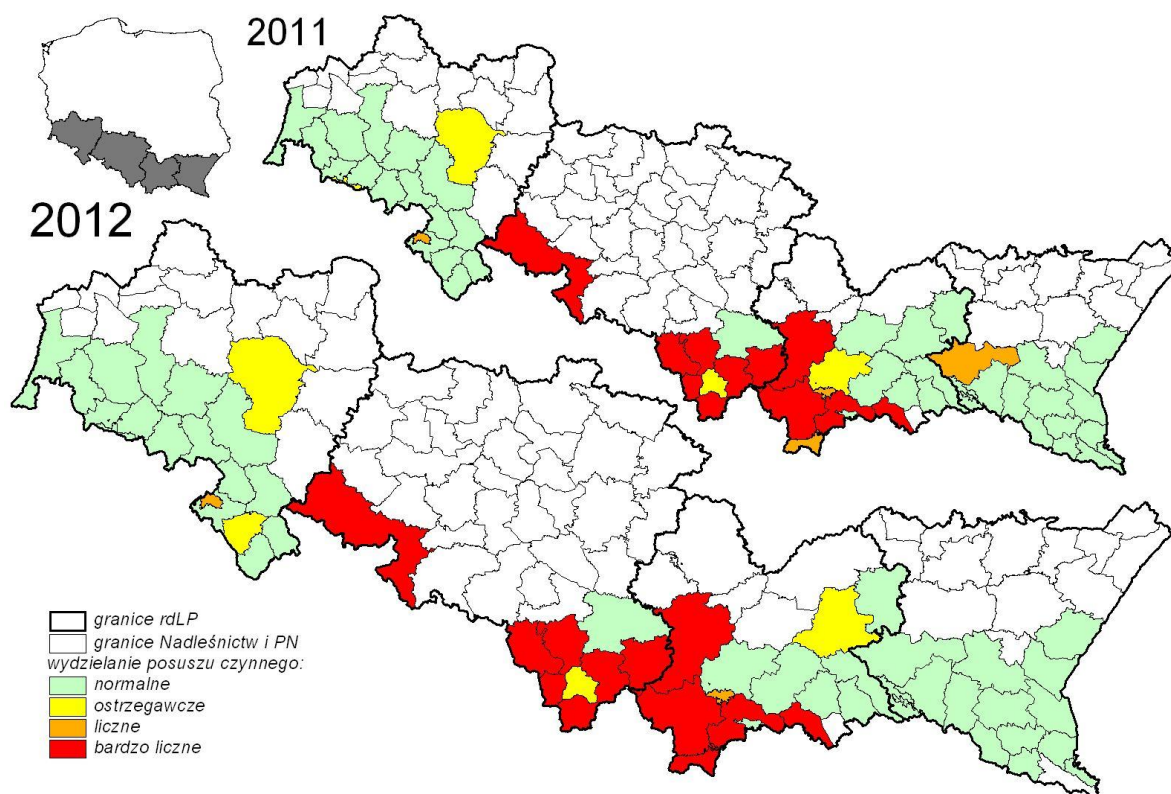 2011
2012
granice rdLP
granice Nadleśnictw i PN
wydzielanie posuszu czynnego:
normalne
ostrzegawcze
liczne
bardzo liczne